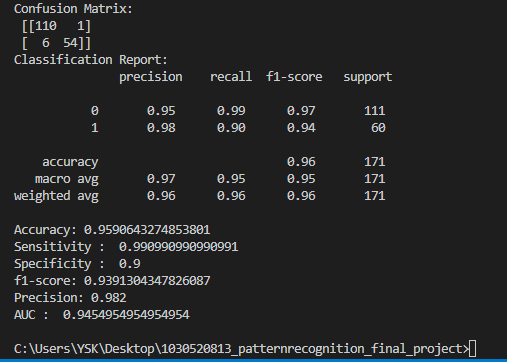 Confusion Matrix:
[[110   1]
[  6  54]]
Classification Report:
precision    recall  f1-score   support
0       0.95      0.99      0.97       111
1       0.98      0.90      0.94        60
accuracy                           0.96       171
macro avg       0.97      0.95      0.95       171
weighted avg       0.96      0.96      0.96       171
Accuracy: 0.9590643274853801
Sensitivity :  0.990990990990991
Specificity :  0.9
f1-score: 0.9391304347826087
Precision: 0.982
AUC :  0.9454954954954954
C:\Users\YSK\Desktop\1030520813_patternrecognition_final_project>